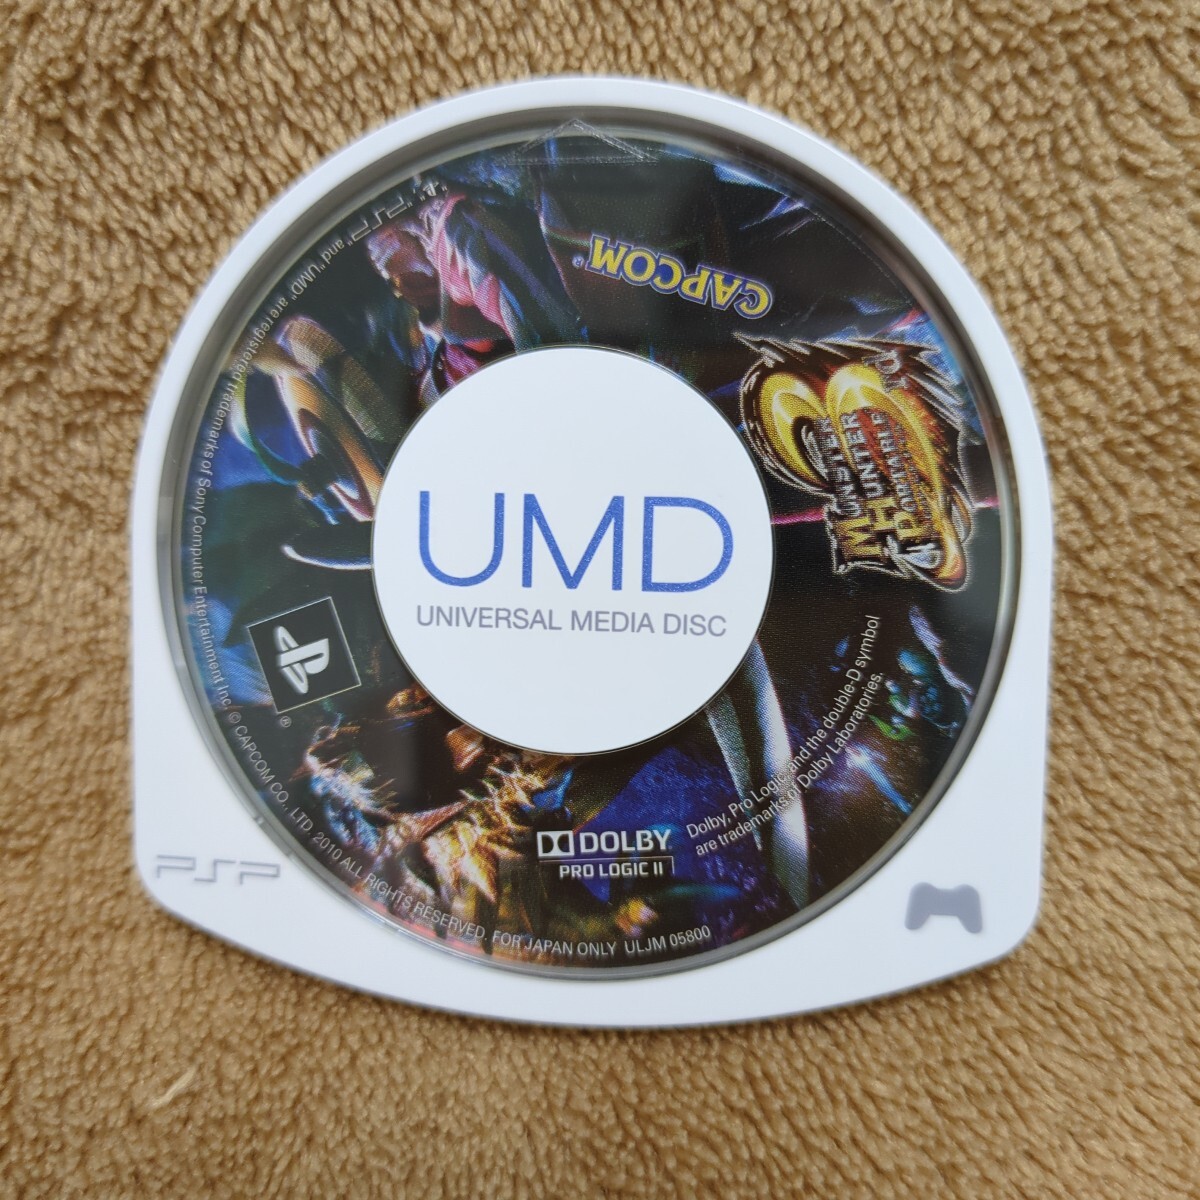 CAPCOM®
MONSTER
HUNTER
PORTABLE
3rd
UMD
UNIVERSAL MEDIA DISC
®
DOLBY
PRO LOGIC II
Dolby, Pro Logic, and the double-D symbol
are trademarks of Dolby Laboratories.
"PSP" and "UMD" are registered trademarks of Sony Computer Entertainment Inc. © CAPCOM CO., LTD. 2010 ALL RIGHTS RESERVED. FOR JAPAN ONLY ULJM 05800
PSP